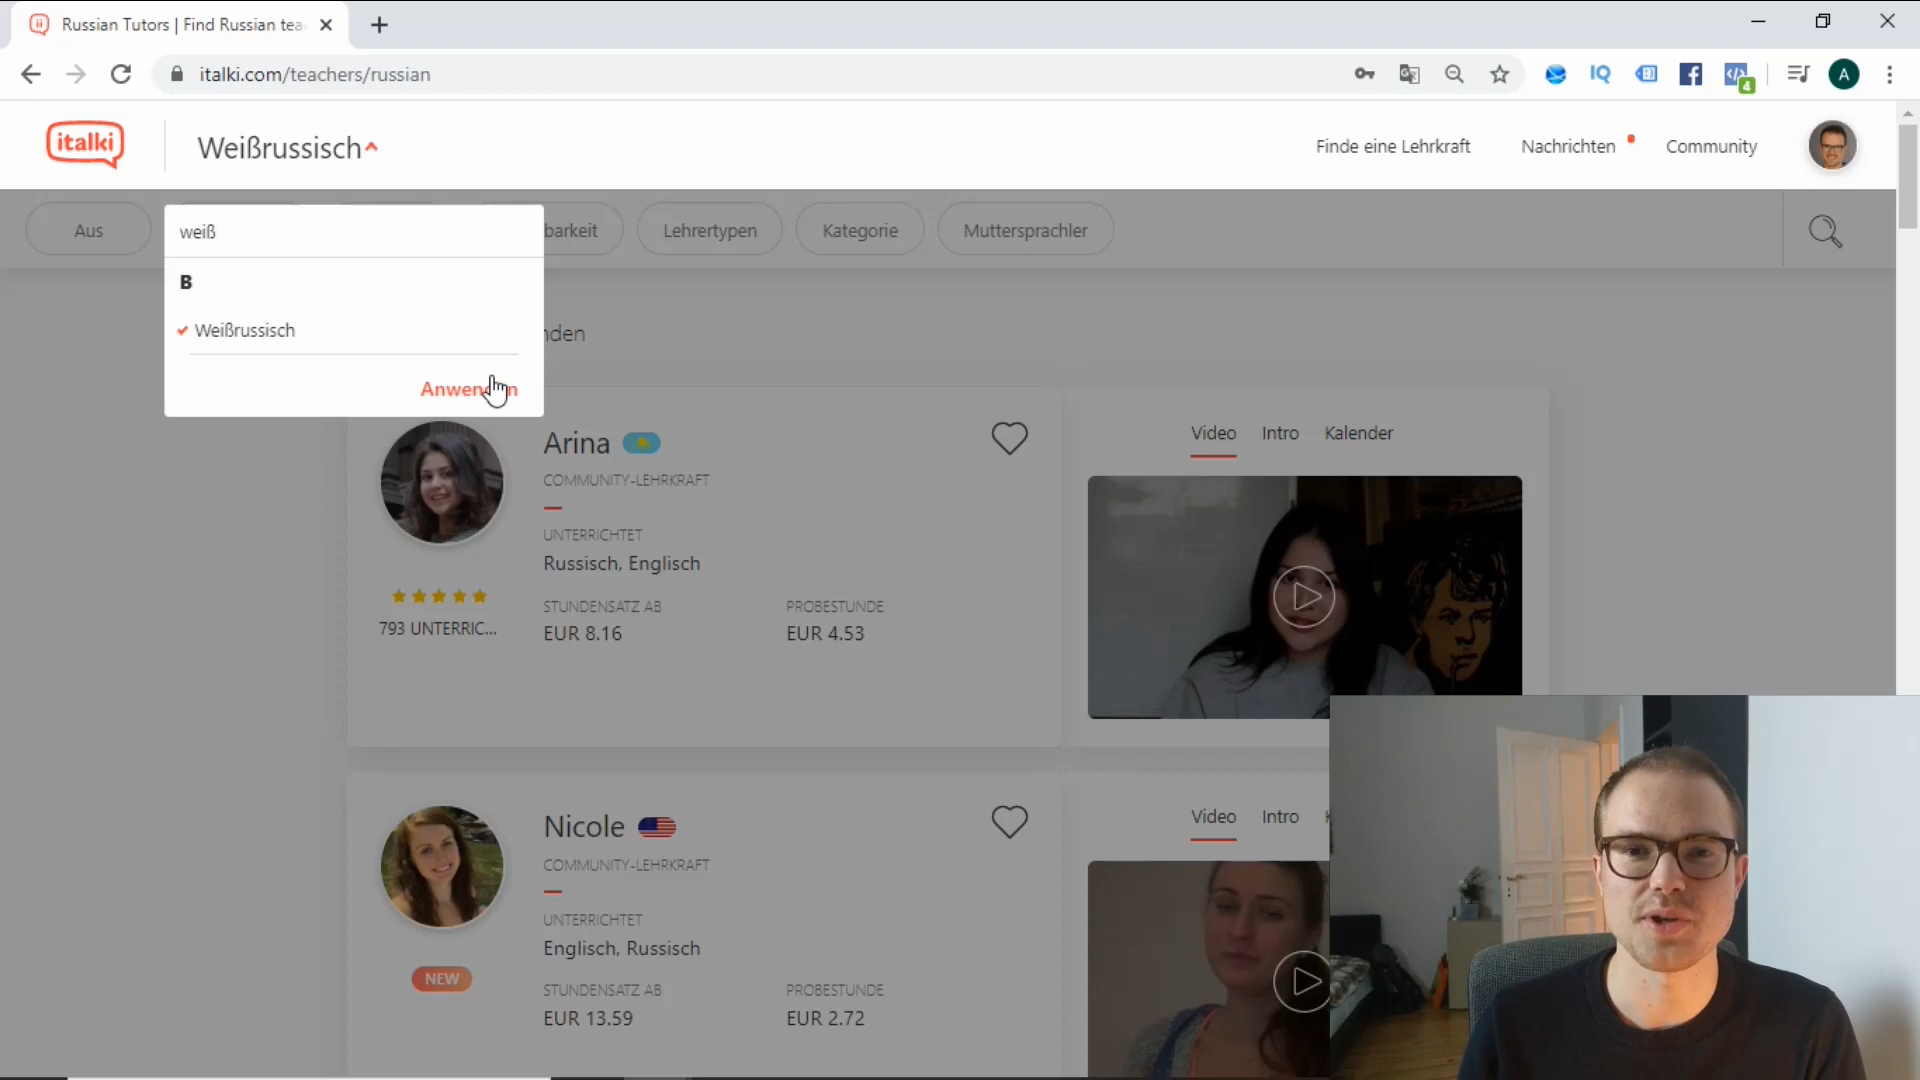 Russian Tutors | Find Russian tea
italki.com/teachers/russian
IQ
A
4
italki
Weißrussisch
Finde eine Lehrkraft
Nachrichten
Community
Aus
barkeit
Lehrertypen
Kategorie
Muttersprachler
weiß
B
Weißrussisch
nden
Anwenden
Arina
COMMUNITY-LEHRKRAFT
UNTERRICHTET
Russisch, Englisch
793 UNTERRIC...
STUNDENSATZ AB
PROBESTUNDE
EUR 8.16
EUR 4.53
Video
Intro
Kalender
Nicole
COMMUNITY-LEHRKRAFT
UNTERRICHTET
Englisch, Russisch
NEW
STUNDENSATZ AB
PROBESTUNDE
EUR 13.59
EUR 2.72
Video
Intro